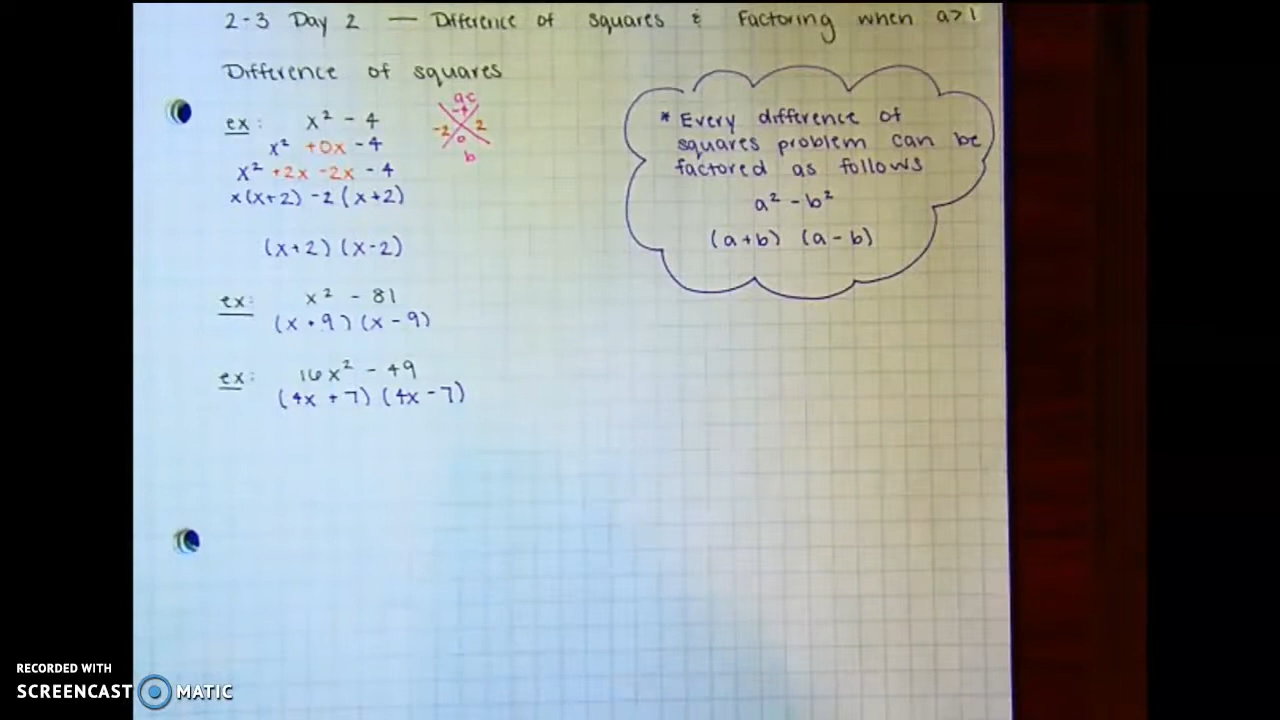 2-3 Day 2 — Difference of squares & Factoring when a>1
Difference of squares
ex: x² - 4
x² +0x -4
x² +2x -2x -4
x(x+2) -2(x+2)
(x+2)(x-2)
ac
-4
-2 2
0
b
ex: x² - 81
(x+9)(x-9)
ex: 16x² - 49
(4x+7)(4x-7)
* Every difference of
squares problem can be
factored as follows
a² - b²
(a+b) (a-b)
RECORDED WITH
SCREENCAST MATIC